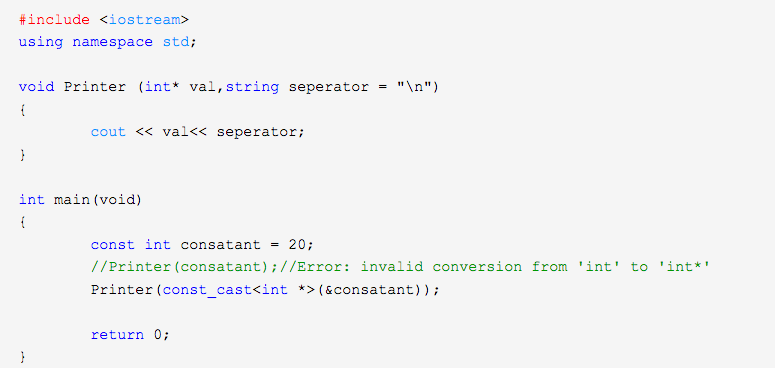 #include <iostream>
using namespace std;
void Printer (int* val,string seperator = "\n")
{
cout << val<< seperator;
}
int main(void)
{
const int consatant = 20;
//Printer(consatant);//Error: invalid conversion from 'int' to 'int*'
Printer(const_cast<int *>(&consatant));
return 0;
}